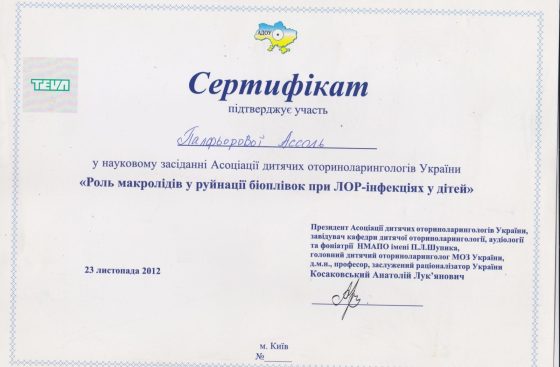 АДОУ
TEVA
Сертифікат
підтверджує участь
Палфьорової Ассоль
у науковому засіданні Асоціації дитячих оториноларингологів України
«Роль макролідів у руйнації біоплівок при ЛОР-інфекціях у дітей»
Президент Асоціації дитячих оториноларингологів України,
завідувач кафедри дитячої оториноларингології, аудіології
та фоніатрії НМАПО імені П.Л.Шупика,
головний дитячий оториноларинголог МОЗ України,
д.м.н., професор, заслужений раціоналізатор України
Косаковський Анатолій Лук’янович
23 листопада 2012
м. Київ
№